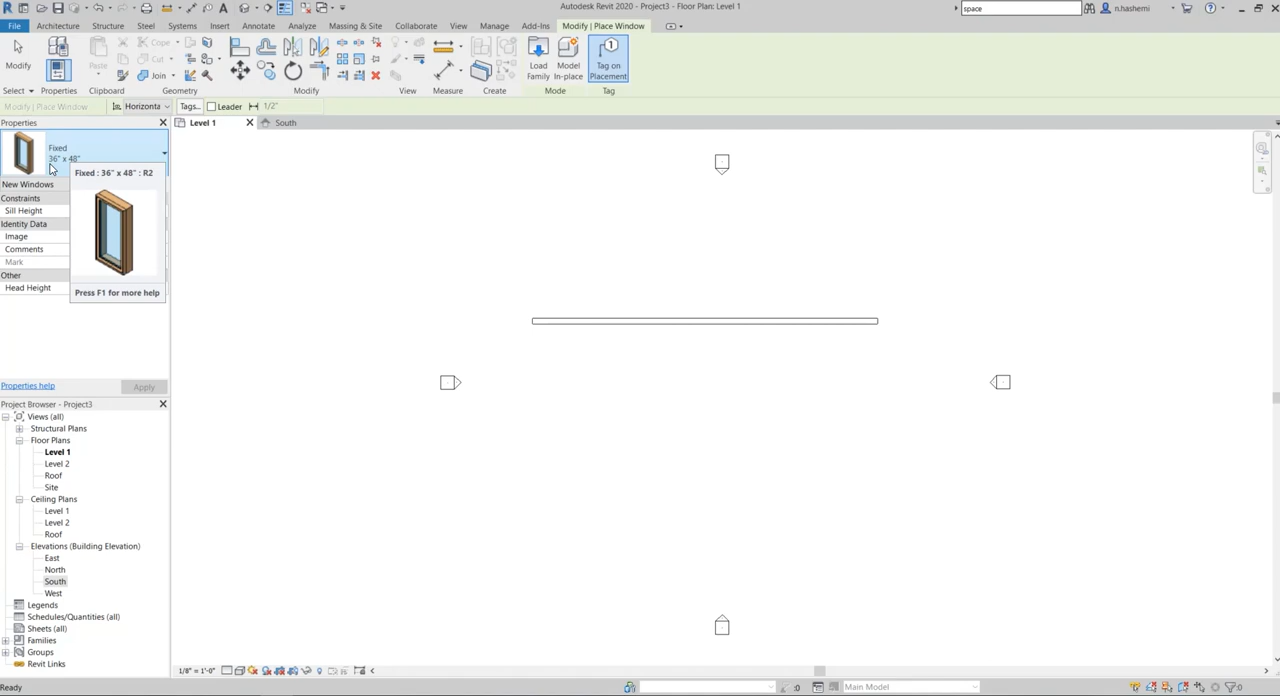 Autodesk Revit 2020 - Project3 - Floor Plan: Level 1
space
n.hashemi
File Architecture Structure Steel Systems Insert Annotate Analyze Massing & Site Collaborate View Manage Add-Ins Modify | Place Window
Modify
Paste
Cope
Cut
Join
Load Family
Model In-place
Tag on Placement
Select Properties Clipboard Geometry Modify View Measure Create Mode Tag
Modify | Place Window Horizonta Tags... Leader 1/2"
Properties
Level 1 South
Fixed
36" x 48"
Fixed : 36" x 48" : R2
New Windows
Constraints
Sill Height
Identity Data
Image
Comments
Mark
Other
Head Height
Press F1 for more help
Properties help Apply
Project Browser - Project3
Views (all)
Structural Plans
Floor Plans
Level 1
Level 2
Roof
Site
Ceiling Plans
Level 1
Level 2
Roof
Elevations (Building Elevation)
East
North
South
West
Legends
Schedules/Quantities (all)
Sheets (all)
Families
Groups
Revit Links
1/8" = 1'-0"
Ready :0 Main Model :0